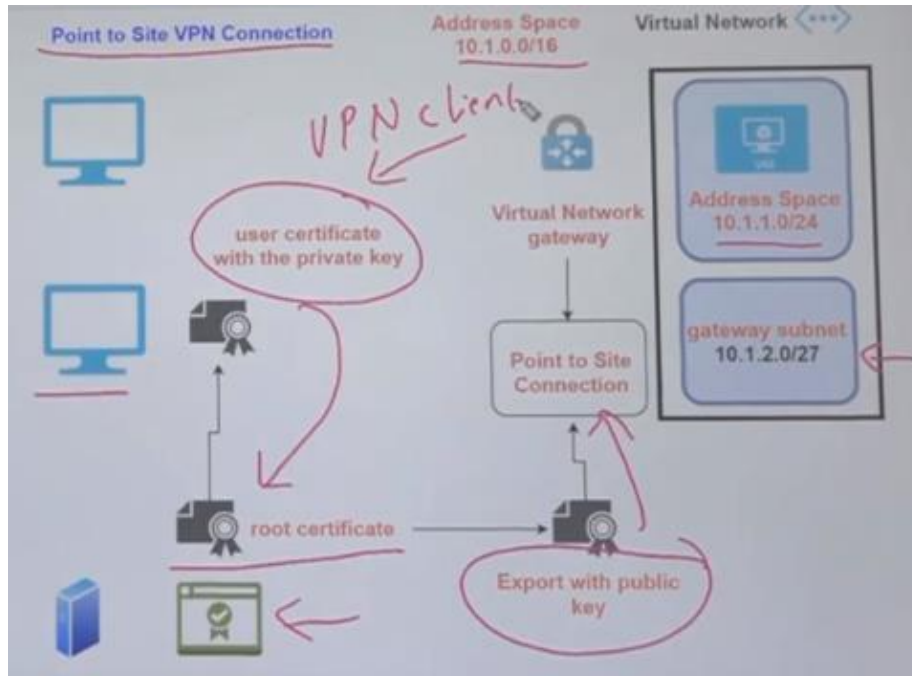 Point to Site VPN Connection
Address Space
10.1.0.0/16
Virtual Network
VPN client
user certificate
with the private key
Virtual Network
gateway
Address Space
10.1.1.0/24
Point to Site
Connection
gateway subnet
10.1.2.0/27
root certificate
Export with public
key